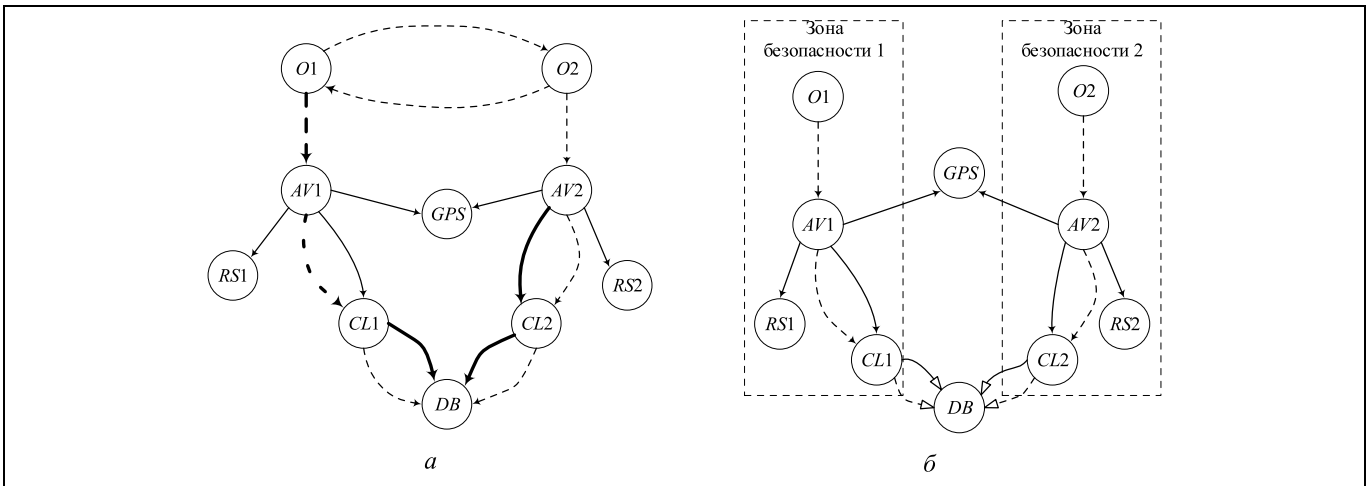 O1
O2
AV1
AV2
GPS
RS1
RS2
CL1
CL2
DB
а
Зона
безопасности 1
Зона
безопасности 2
O1
O2
GPS
AV1
AV2
RS1
RS2
CL1
CL2
DB
б